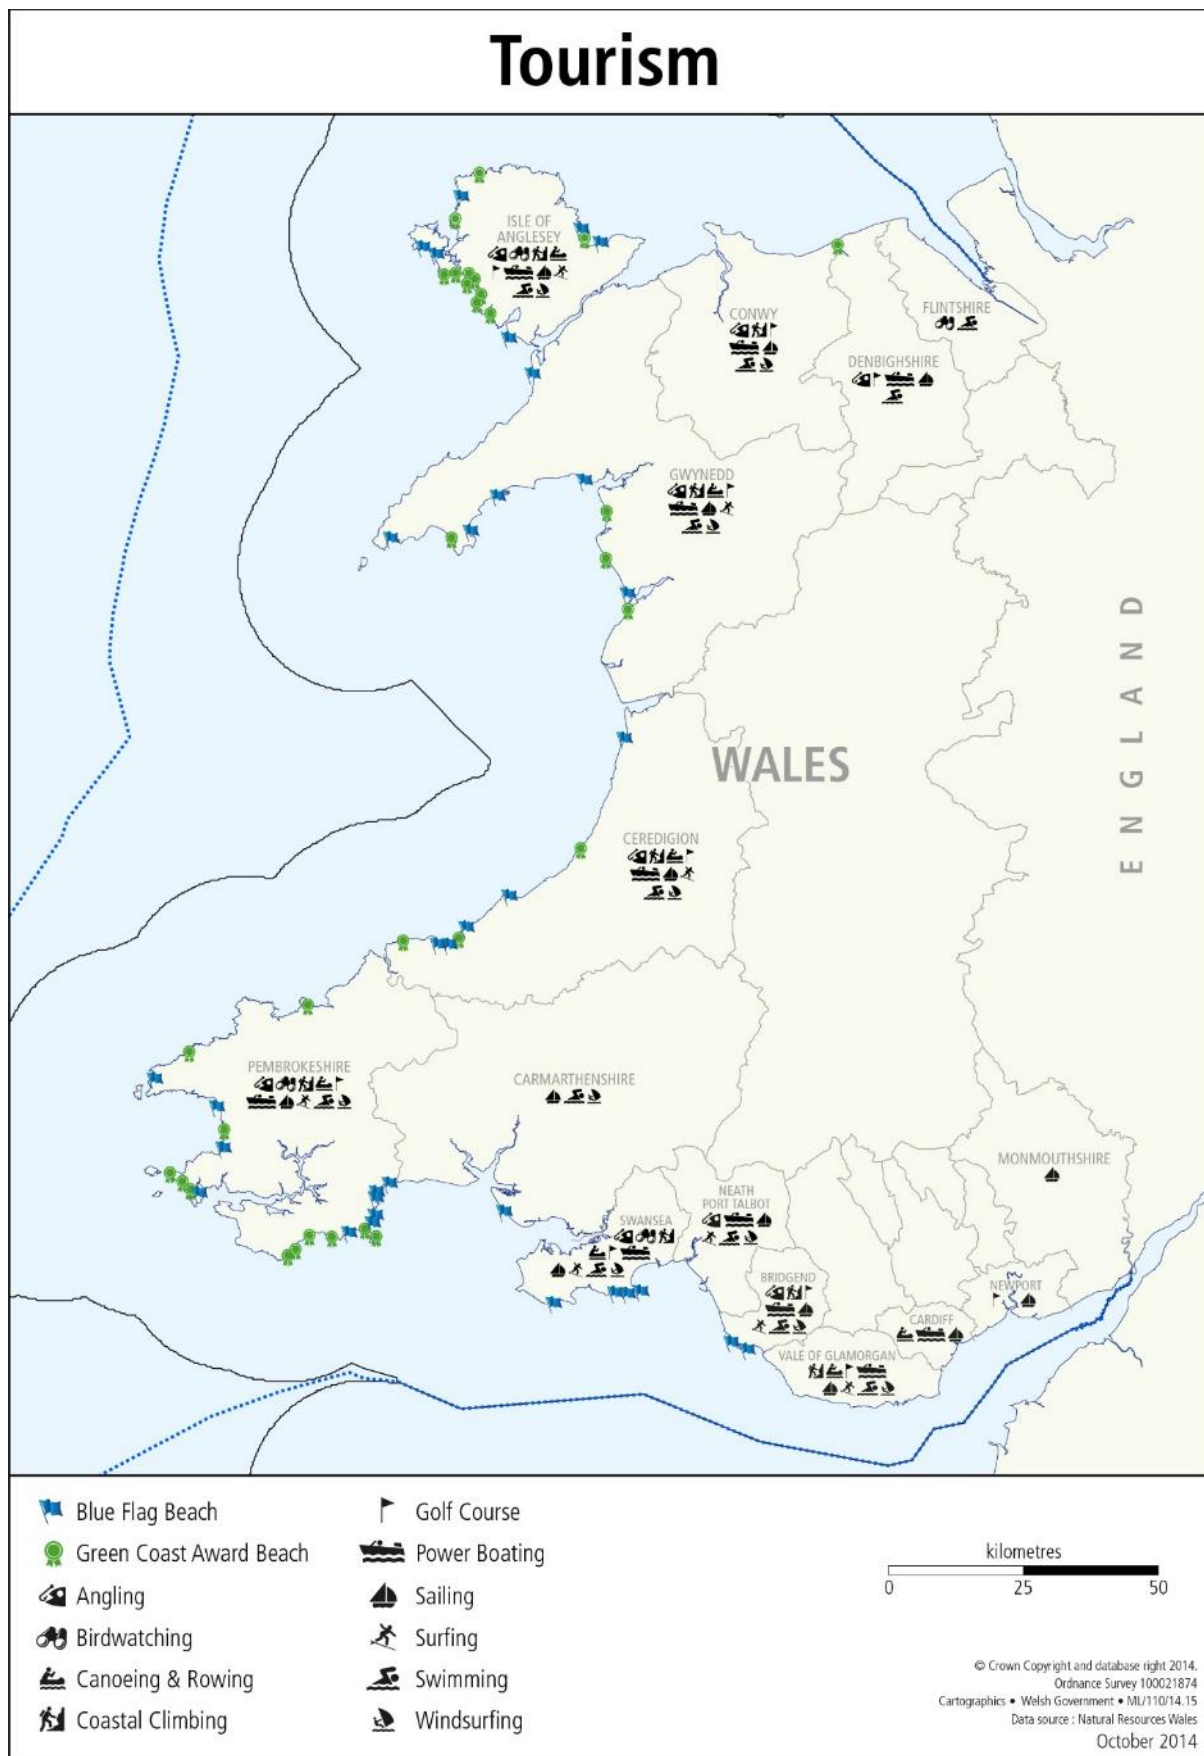 Tourism
ISLE OF
ANGLESEY
CONWY
FLINTSHIRE
DENBIGHSHIRE
GWYNEDD
ENGLAND
WALES
CEREDIGION
PEMBROKESHIRE
CARMARTHENSHIRE
MONMOUTHSHIRE
NEATH
PORT TALBOT
SWANSEA
BRIDGEND
NEWPORT
CARDIFF
VALE OF GLAMORGAN
Blue Flag Beach
Green Coast Award Beach
Angling
Birdwatching
Canoeing & Rowing
Coastal Climbing
Golf Course
Power Boating
Sailing
Surfing
Swimming
Windsurfing
kilometres
0 25 50
© Crown Copyright and database right 2014.
Ordnance Survey 100021874
Cartographics • Welsh Government • ML/110/14.15
Data source : Natural Resources Wales
October 2014